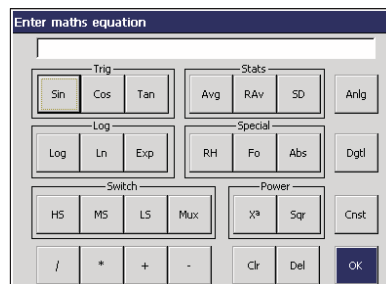 Enter maths equation
Trig Stats
Sin Cos Tan Avg RAv SD Anlg
Log Special
Log Ln Exp RH Fo Abs Dgtl
Switch Power
HS MS LS Mux Xª Sqr Cnst
/ * + - Clr Del OK